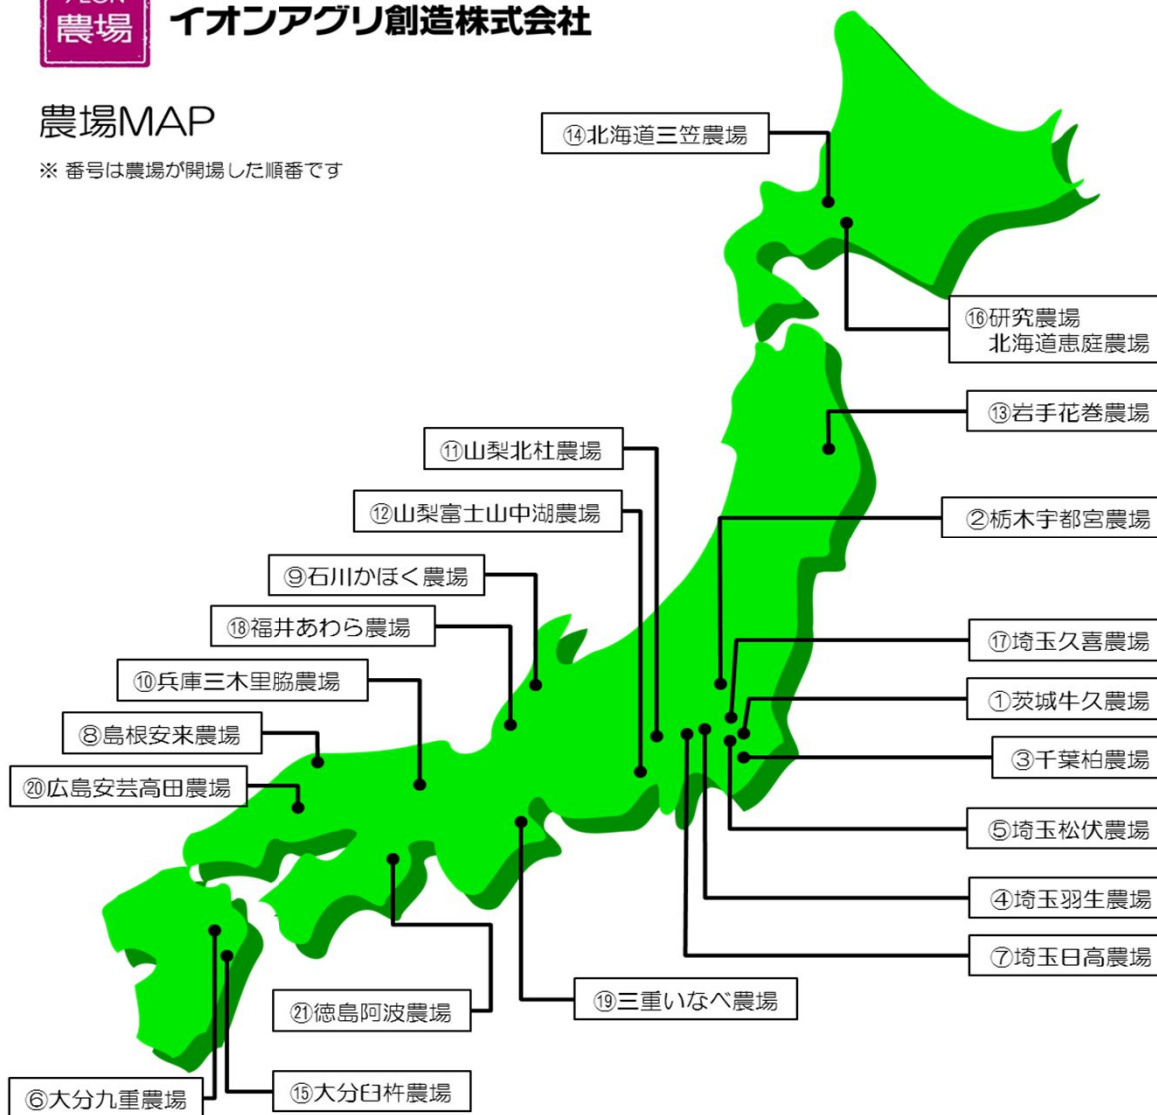 農場
イオンアグリ創造株式会社
農場MAP
※ 番号は農場が開場した順番です
⑭北海道三笠農場
⑯研究農場
北海道恵庭農場
⑬岩手花巻農場
⑪山梨北杜農場
⑫山梨富士山中湖農場
②栃木宇都宮農場
⑨石川かほく農場
⑱福井あわら農場
⑰埼玉久喜農場
⑩兵庫三木里脇農場
①茨城牛久農場
⑧島根安来農場
③千葉柏農場
⑳広島安芸高田農場
⑤埼玉松伏農場
④埼玉羽生農場
⑦埼玉日高農場
⑲三重いなべ農場
㉑徳島阿波農場
⑮大分臼杵農場
⑥大分九重農場